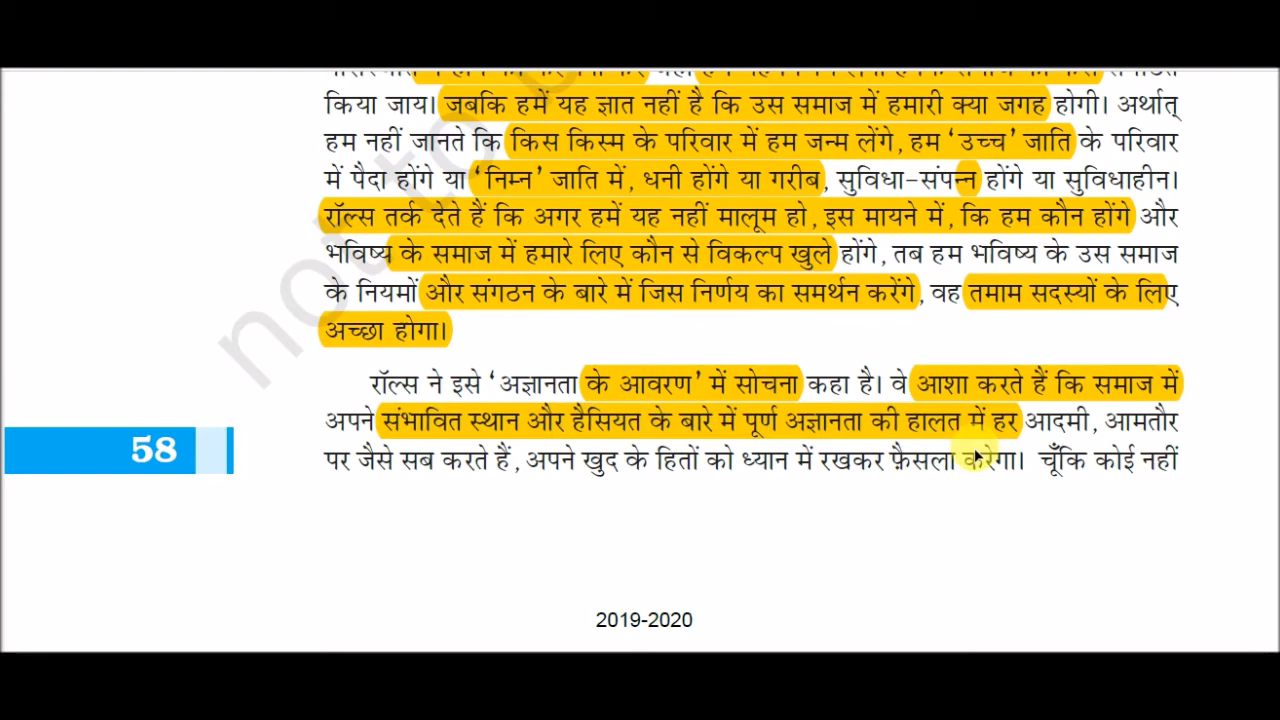 किया जाय। जबकि हमें यह ज्ञात नहीं है कि उस समाज में हमारी क्या जगह होगी। अर्थात्
हम नहीं जानते कि किस किस्म के परिवार में हम जन्म लेंगे, हम ‘उच्च’ जाति के परिवार
में पैदा होंगे या ‘निम्न’ जाति में, धनी होंगे या गरीब, सुविधा-संपन्न होंगे या सुविधाहीन।
रॉल्स तर्क देते हैं कि अगर हमें यह नहीं मालूम हो, इस मायने में, कि हम कौन होंगे और
भविष्य के समाज में हमारे लिए कौन से विकल्प खुले होंगे, तब हम भविष्य के उस समाज
के नियमों और संगठन के बारे में जिस निर्णय का समर्थन करेंगे, वह तमाम सदस्यों के लिए
अच्छा होगा।
रॉल्स ने इसे ‘अज्ञानता के आवरण’ में सोचना कहा है। वे आशा करते हैं कि समाज में
अपने संभावित स्थान और हैसियत के बारे में पूर्ण अज्ञानता की हालत में हर आदमी, आमतौर
पर जैसे सब करते हैं, अपने खुद के हितों को ध्यान में रखकर फ़ैसला करेगा। चूँकि कोई नहीं
58
not to
2019-2020